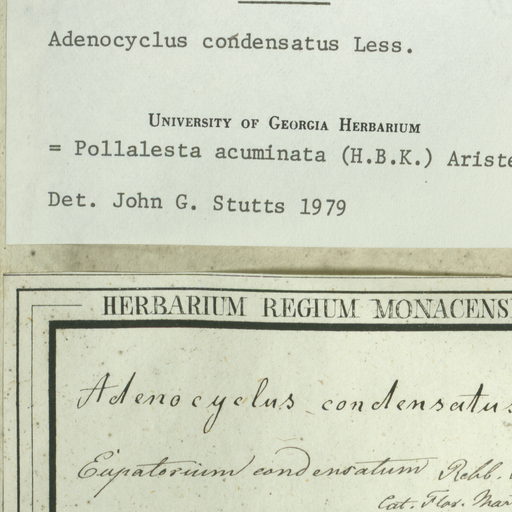 Adenocyclus condensatus Less.
UNIVERSITY OF GEORGIA HERBARIUM
= Pollalesta acuminata (H.B.K.) Ariste
Det. John G. Stutts 1979
HERBARIUM REGIUM MONACENS
Adenocyclus condensatus
Eupatorium condensatum
Cat. Flor. Mar